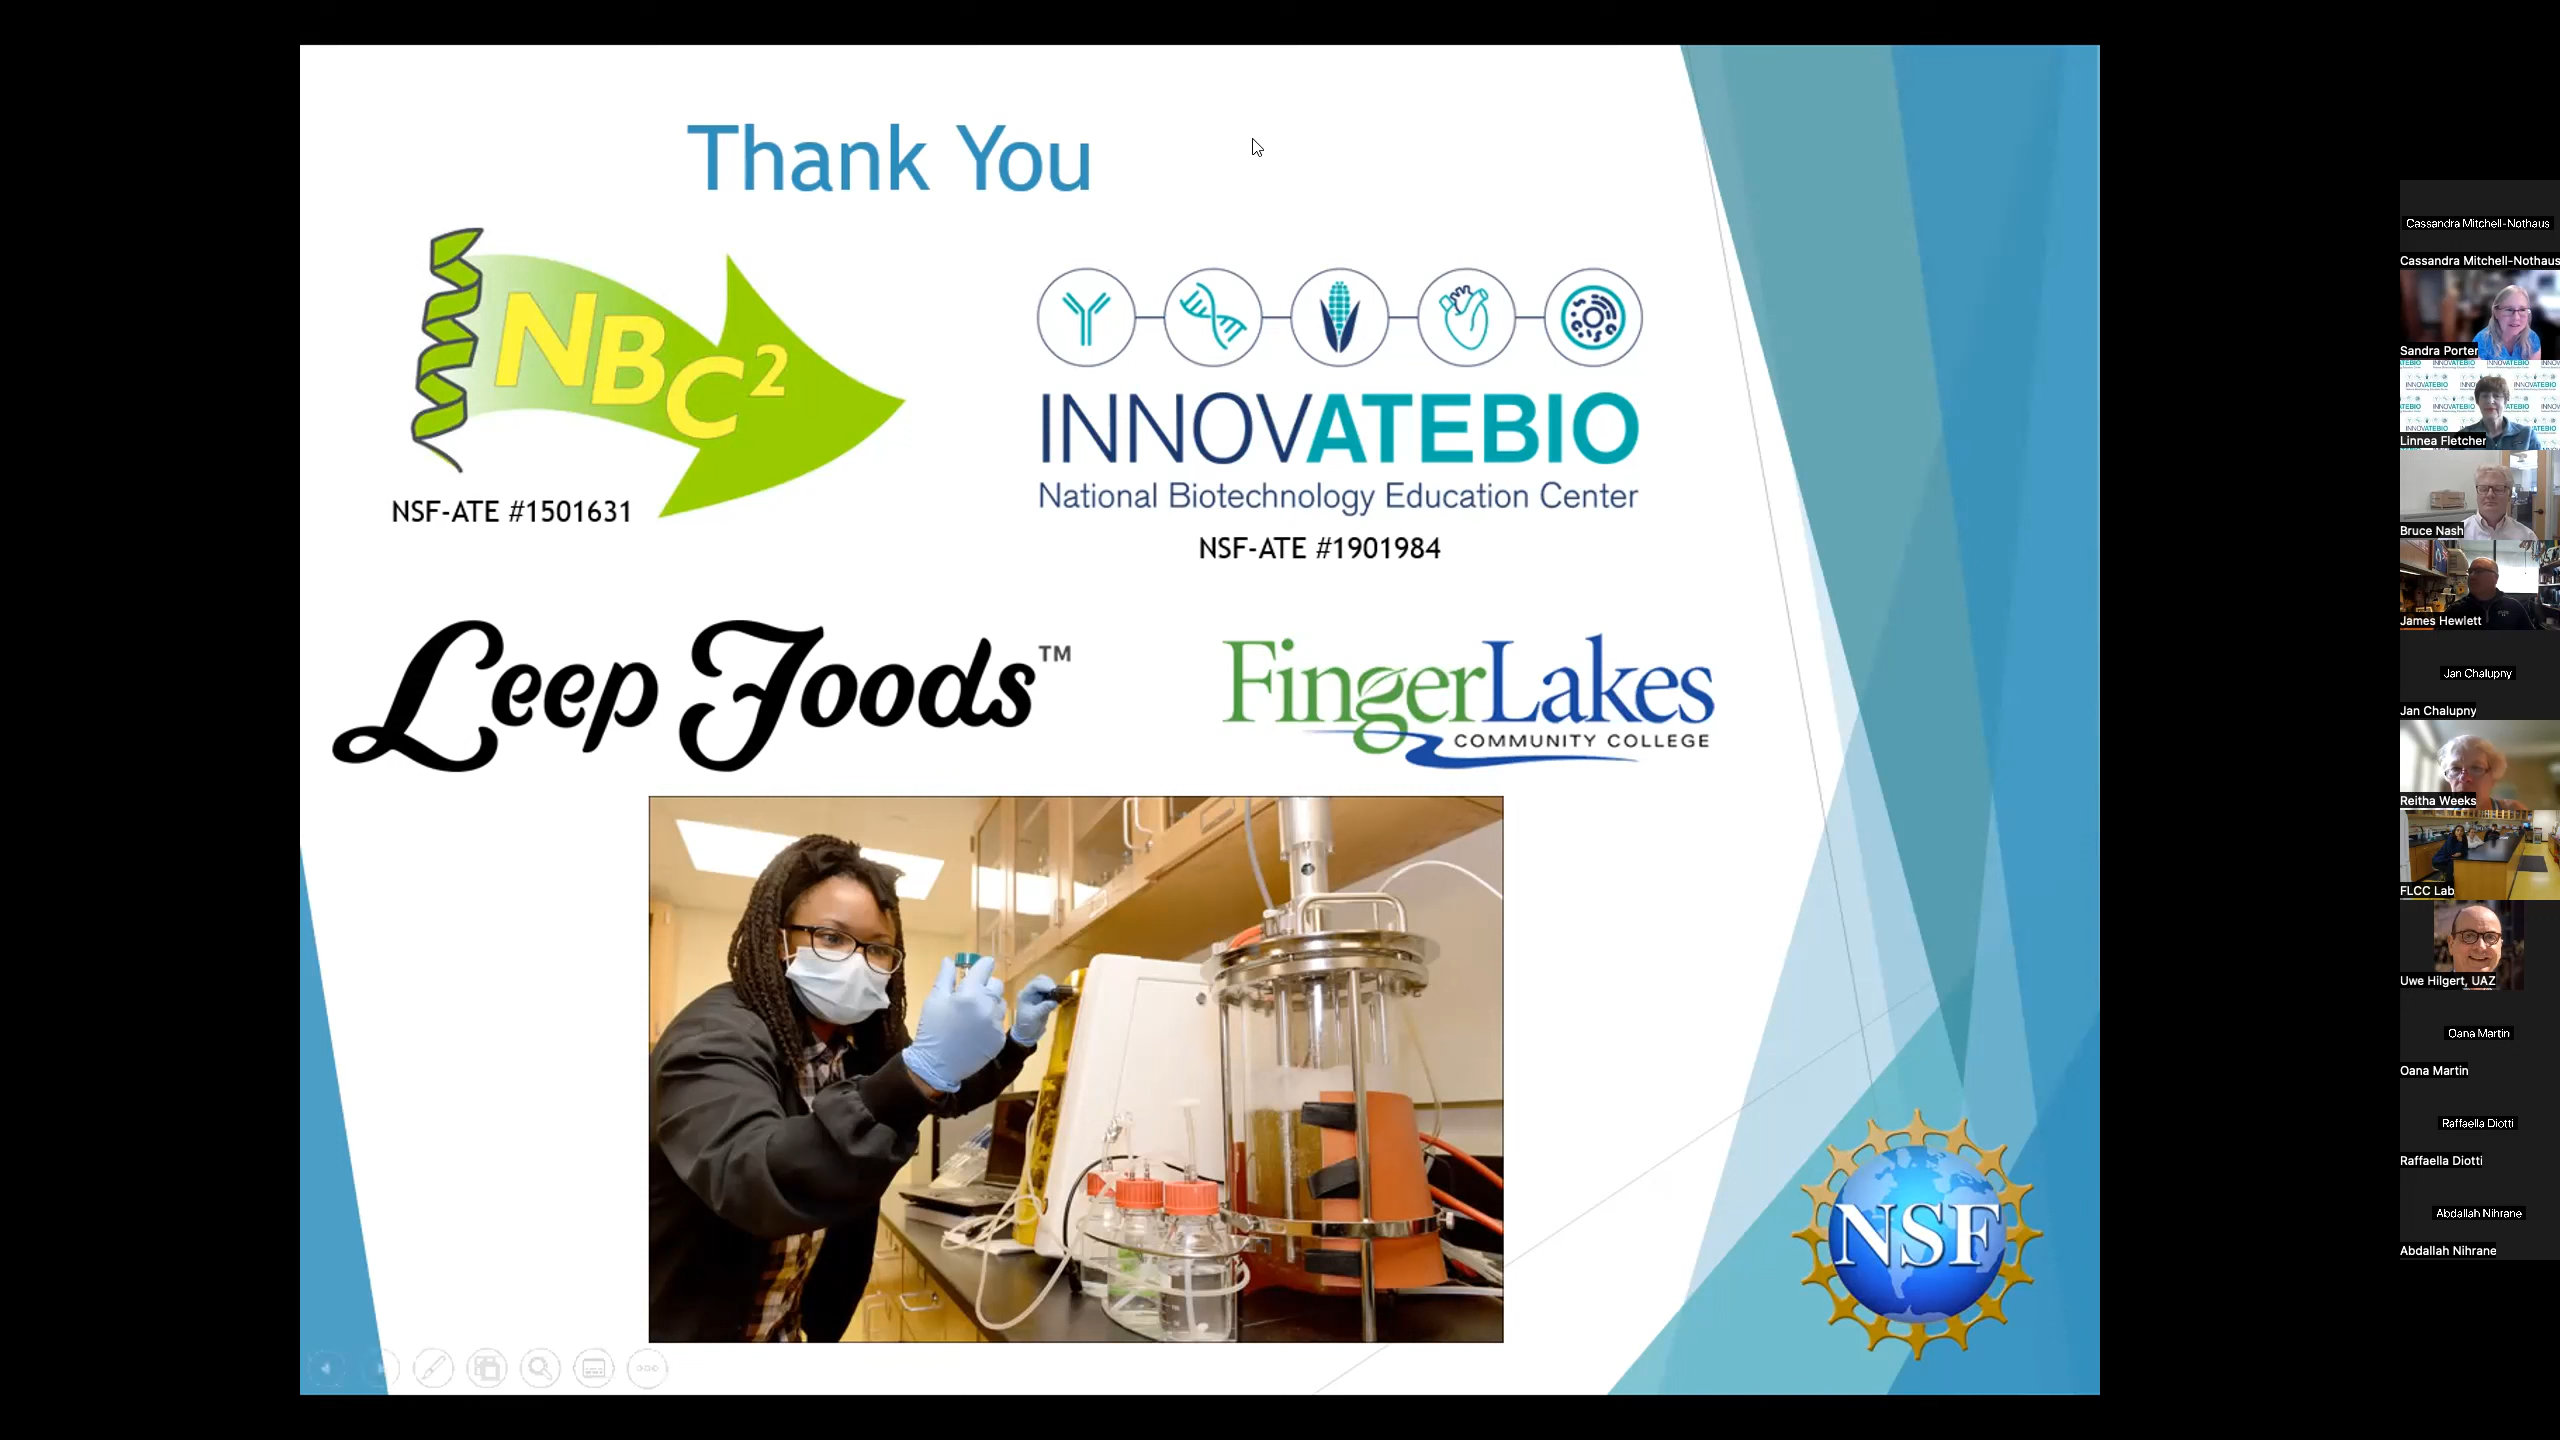 Thank You
NBC2
NSF-ATE #1501631
INNOVATEBIO
National Biotechnology Education Center
NSF-ATE #1901984
Leep Foods™
FingerLakes
COMMUNITY COLLEGE
NSF
Cassandra Mitchell-Nothaus
Cassandra Mitchell-Nothaus
Sandra Porter
INNOVATEBIO
Linnea Fletcher
Bruce Nash
James Hewlett
Jan Chalupny
Jan Chalupny
Reitha Weeks
FLCC Lab
Uwe Hilgert, UAZ
Oana Martin
Oana Martin
Raffaella Diotti
Raffaella Diotti
Abdallah Nihrane
Abdallah Nihrane